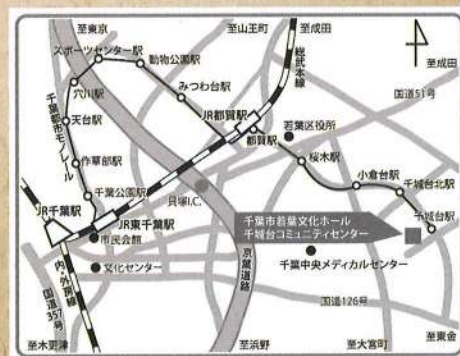 至東京
至山王町
至成田
スポーツセンター駅
動物公園駅
総武本線
至成田
穴川駅
みつわ台駅
国道51号
千葉都市モノレール
天台駅
JR都賀駅
都賀駅
若葉区役所
作草部駅
桜木駅
小倉台駅
千葉公園駅
千城台北駅
貝塚I.C.
千城台駅
JR千葉駅
JR東千葉駅
千葉市若葉文化ホール
千城台コミュニティセンター
市民会館
千葉中央メディカルセンター
文化センター
京葉道路
内・外房線
国道126号
国道357号
至木更津
至浜野
至大宮町
至東金